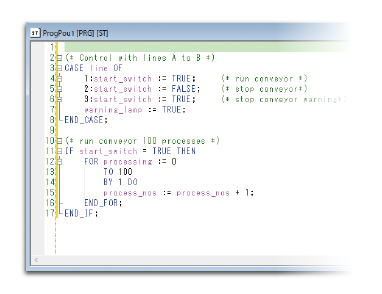 ST ProgPou1 [PRG] [ST]
1
2 (* Control with lines A to B *)
3 CASE line OF
4 1:start_switch := TRUE; (* run conveyor *)
5 2:start_switch := FALSE; (* stop conveyor*)
6 3:start_switch := TRUE; (* stop conveyor warning*)
7 warning_lamp := TRUE;
8 END_CASE;
9
10 (* run conveyor 100 processes *)
11 IF start_switch = TRUE THEN
12 FOR processing := 0
13 TO 100
14 BY 1 DO
15 process_nos := process_nos + 1;
16 END_FOR;
17 END_IF;